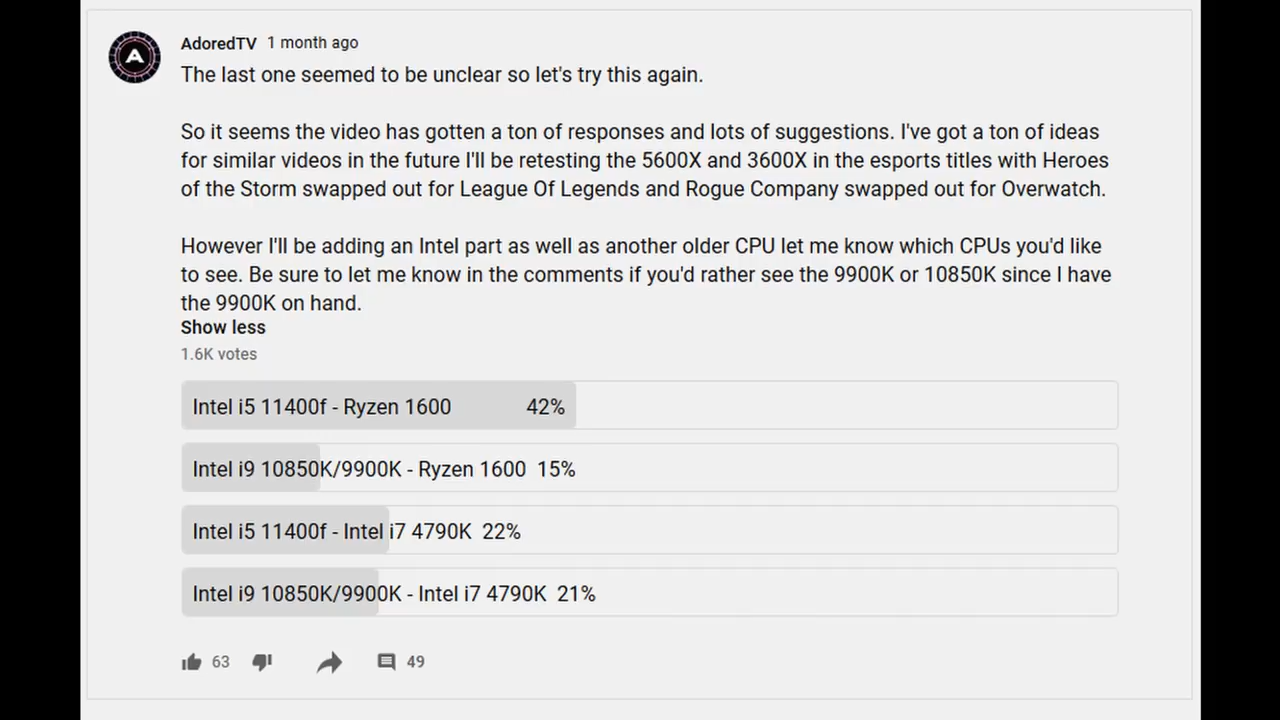 AdoredTV 1 month ago
The last one seemed to be unclear so let's try this again.
So it seems the video has gotten a ton of responses and lots of suggestions. I've got a ton of ideas
for similar videos in the future I'll be retesting the 5600X and 3600X in the esports titles with Heroes
of the Storm swapped out for League Of Legends and Rogue Company swapped out for Overwatch.
However I'll be adding an Intel part as well as another older CPU let me know which CPUs you'd like
to see. Be sure to let me know in the comments if you'd rather see the 9900K or 10850K since I have
the 9900K on hand.
Show less
1.6K votes
Intel i5 11400f - Ryzen 1600 42%
Intel i9 10850K/9900K - Ryzen 1600 15%
Intel i5 11400f - Intel i7 4790K 22%
Intel i9 10850K/9900K - Intel i7 4790K 21%
63 49